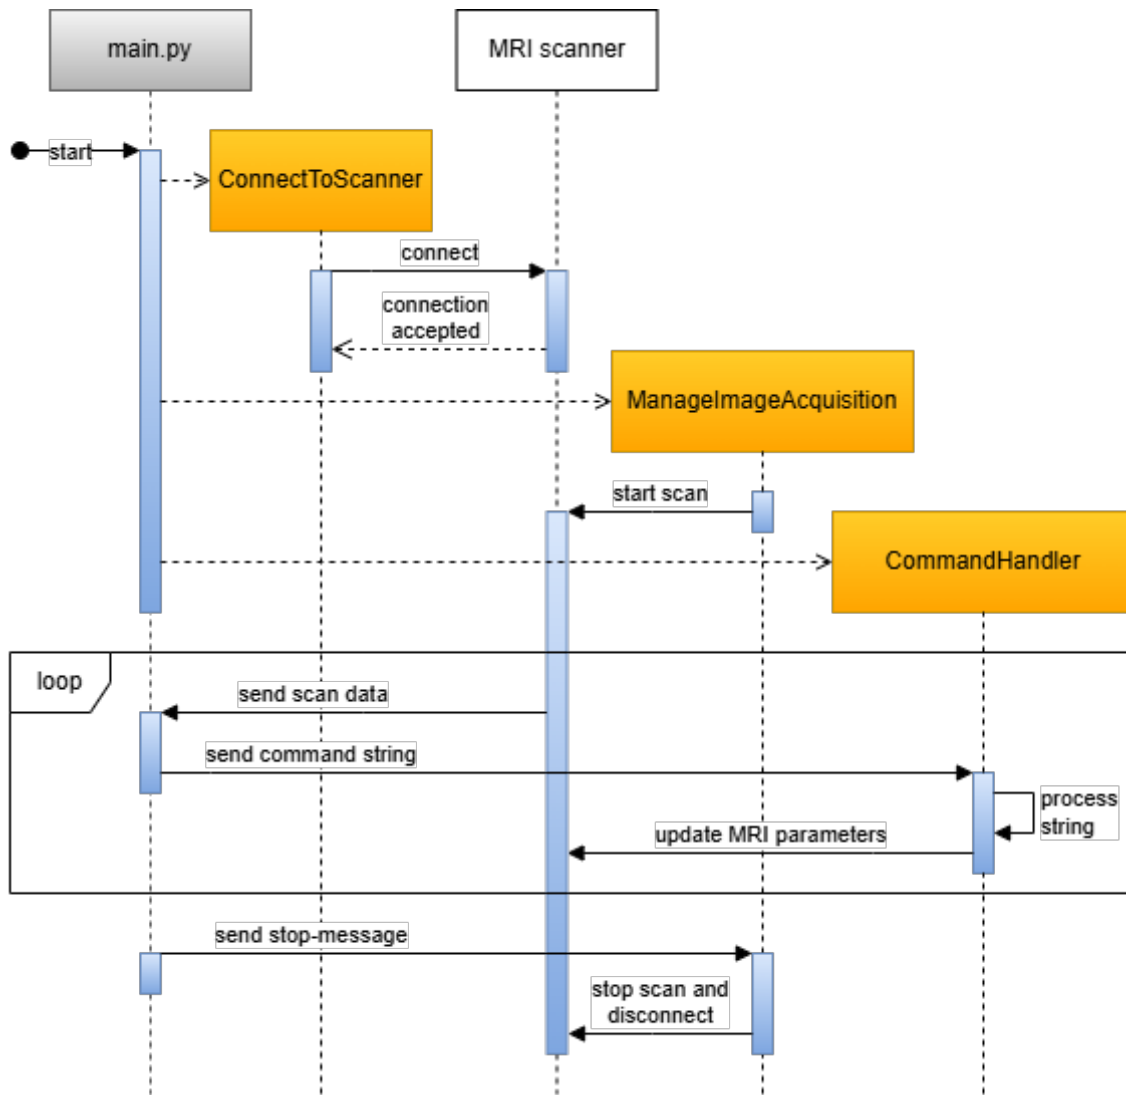 main.py
MRI scanner
start
ConnectToScanner
connect
connection
accepted
ManageImageAcquisition
start scan
CommandHandler
loop
send scan data
send command string
process
string
update MRI parameters
send stop-message
stop scan and
disconnect